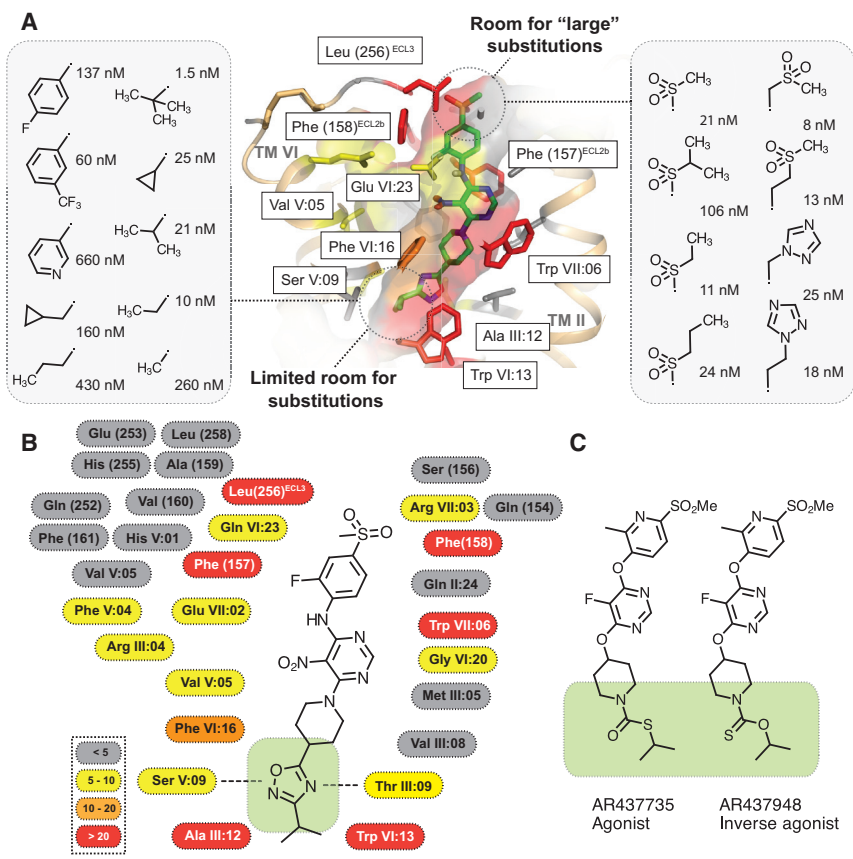 A
Room for “large”
substitutions
Leu (256) ECL3
Phe (158)ECL2b
TM VI
Glu VI:23
Val V:05
Phe VI:16
Ser V:09
Phe (157)ECL2b
Trp VII:06
TM II
Ala III:12
Trp VI:13
Limited room for
substitutions
137 nM
F
1.5 nM
H3C
CH3
CH3
60 nM
CF3
25 nM
N
660 nM
21 nM
H3C
CH3
160 nM
H3C
10 nM
H3C
430 nM
H3C
260 nM
O
S
O
CH3
21 nM
O
O
S
CH3
8 nM
O
S
O
CH3
CH3
106 nM
O
O
S
CH3
13 nM
O
S
O
CH3
11 nM
N
N
N
25 nM
O
S
O
CH3
24 nM
N
N
N
18 nM
B
Glu (253)
Leu (258)
His (255)
Ala (159)
Gln (252)
Val (160)
Leu(256)ECL3
Phe (161)
His V:01
Gln VI:23
Val V:05
Phe (157)
Phe V:04
Glu VII:02
Arg III:04
Val V:05
Phe VI:16
Ser V:09
Ala III:12
Trp VI:13
Ser (156)
Arg VII:03
Gln (154)
Phe(158)
Gln II:24
Trp VII:06
Gly VI:20
Met III:05
Val III:08
Thr III:09
O
S
O
F
HN
N
N
O2N
N
O
N
N
< 5
5 - 10
10 - 20
> 20
C
N
SO2Me
O
F
N
N
O
N
O
S
AR437735
Agonist
N
SO2Me
O
F
N
N
O
N
S
O
AR437948
Inverse agonist